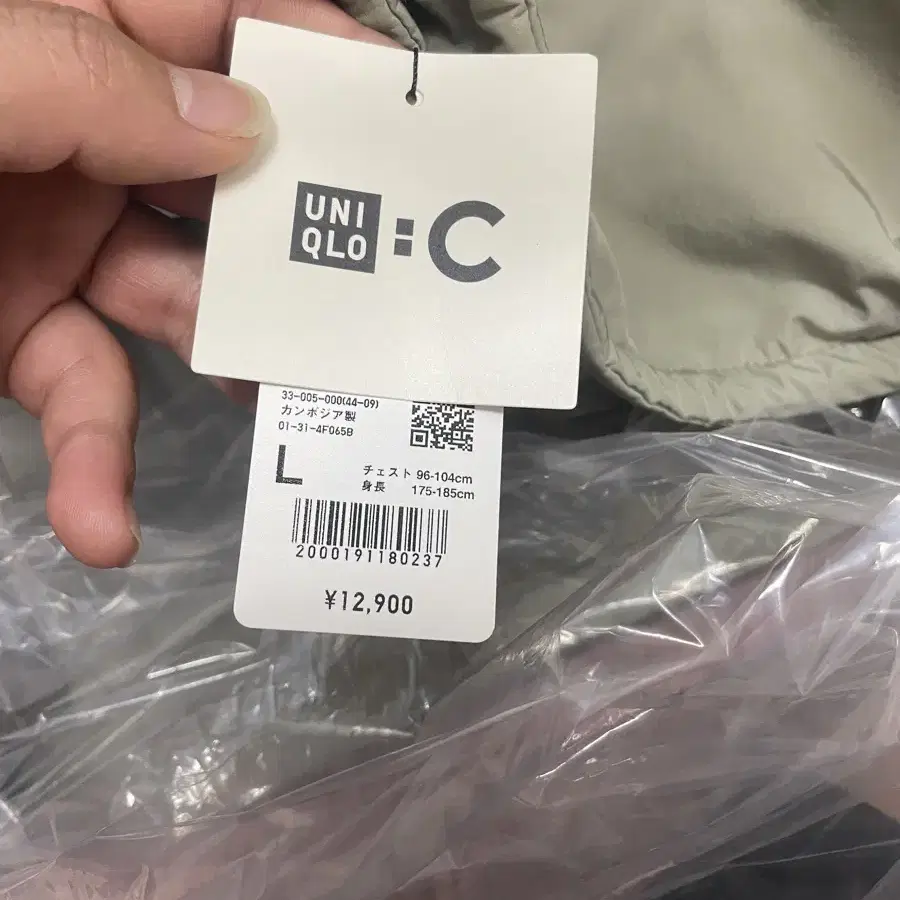 UNI
QLO
:C
33-005-000(44-09)
カンボジア製
01-31-4F065B
L
チェスト 96-104cm
身長 175-185cm
2000191180237
¥12,900